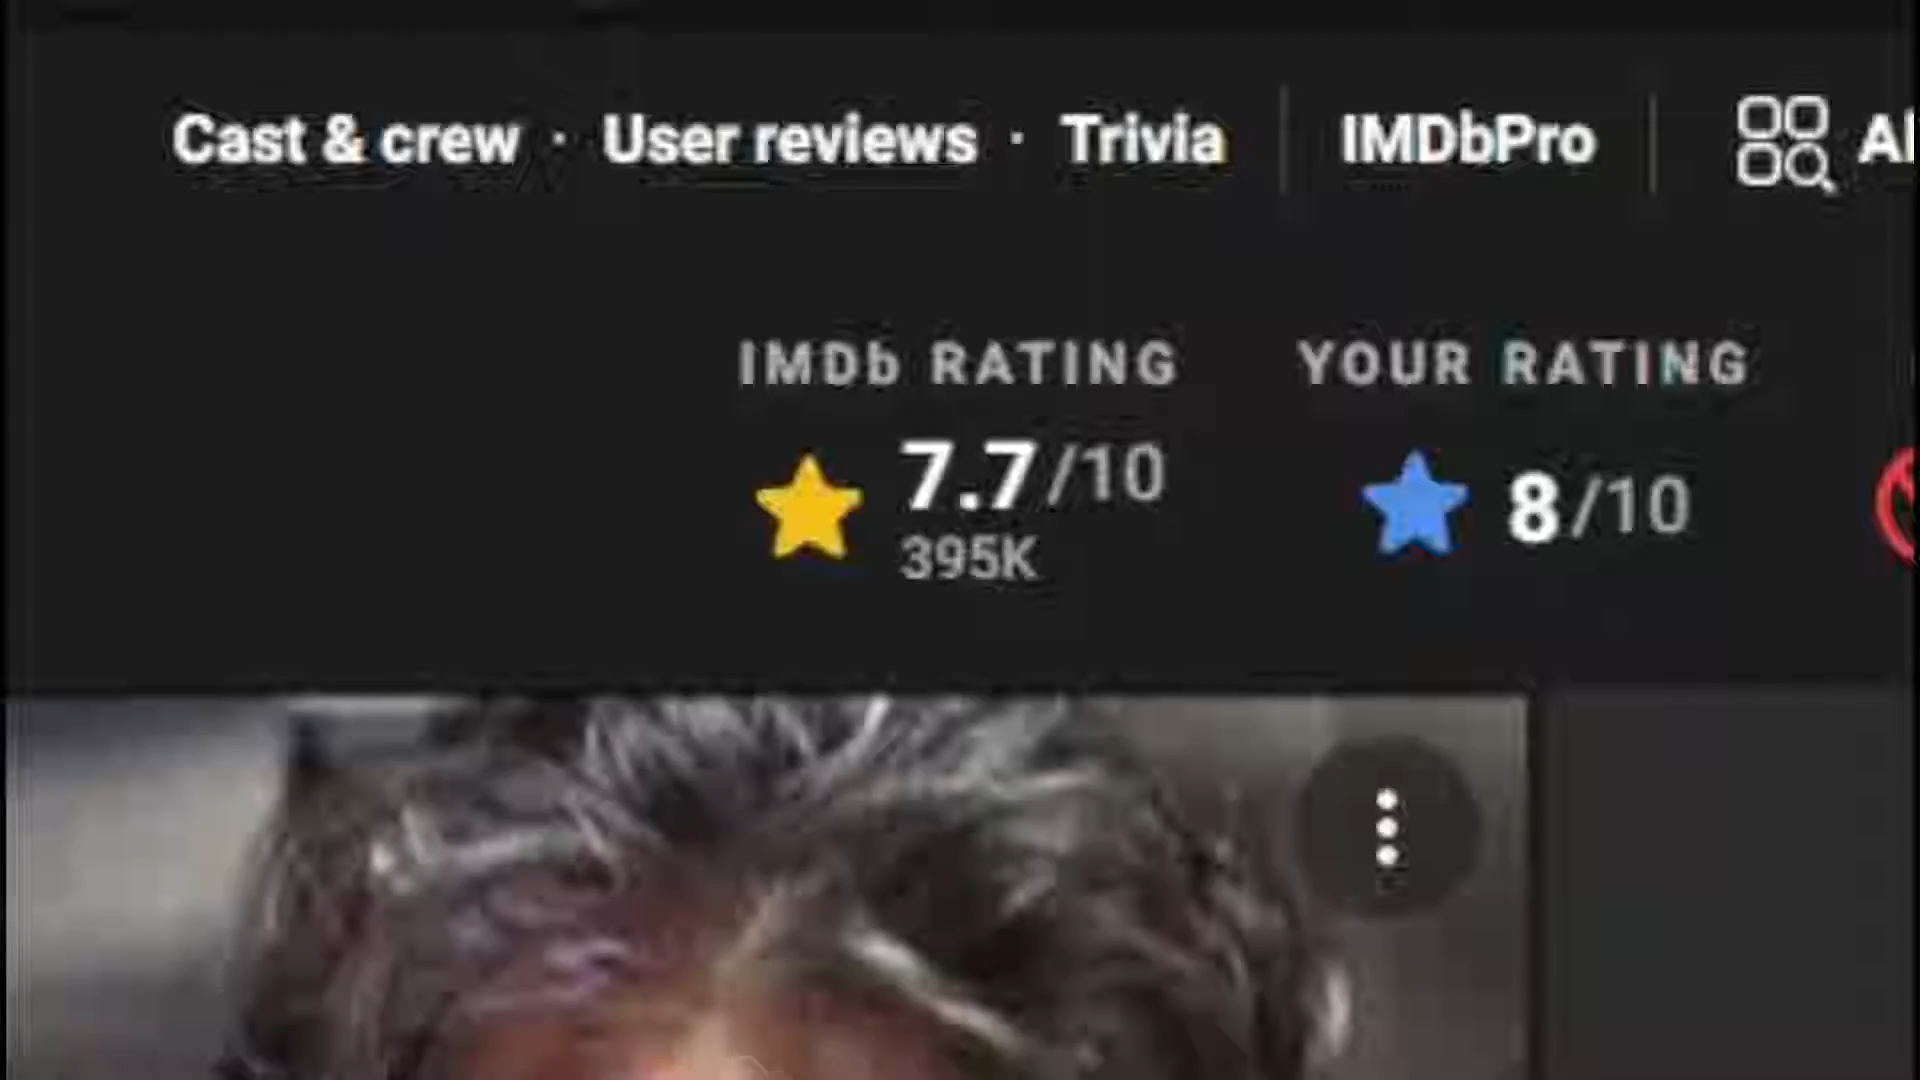 Cast & crew · User reviews · Trivia IMDbPro
IMDb RATING YOUR RATING
7.7/10 8/10
395K